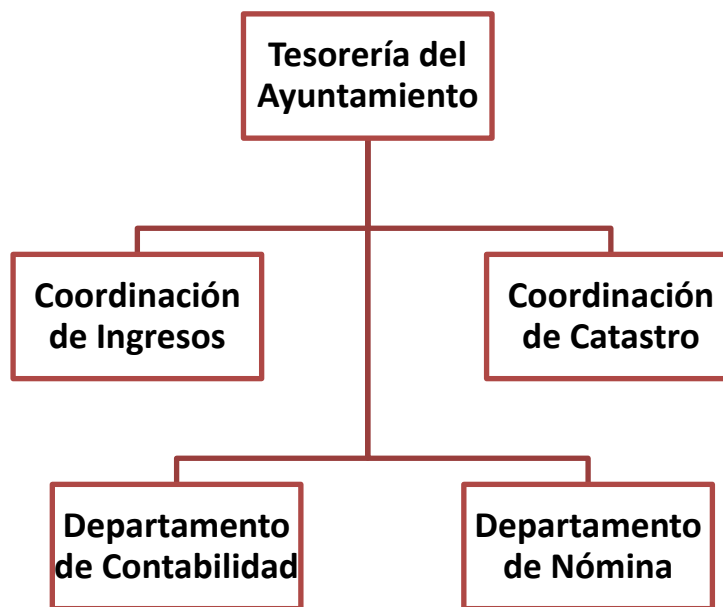 Tesorería del
Ayuntamiento
Coordinación
de Ingresos
Coordinación
de Catastro
Departamento
de Contabilidad
Departamento
de Nómina